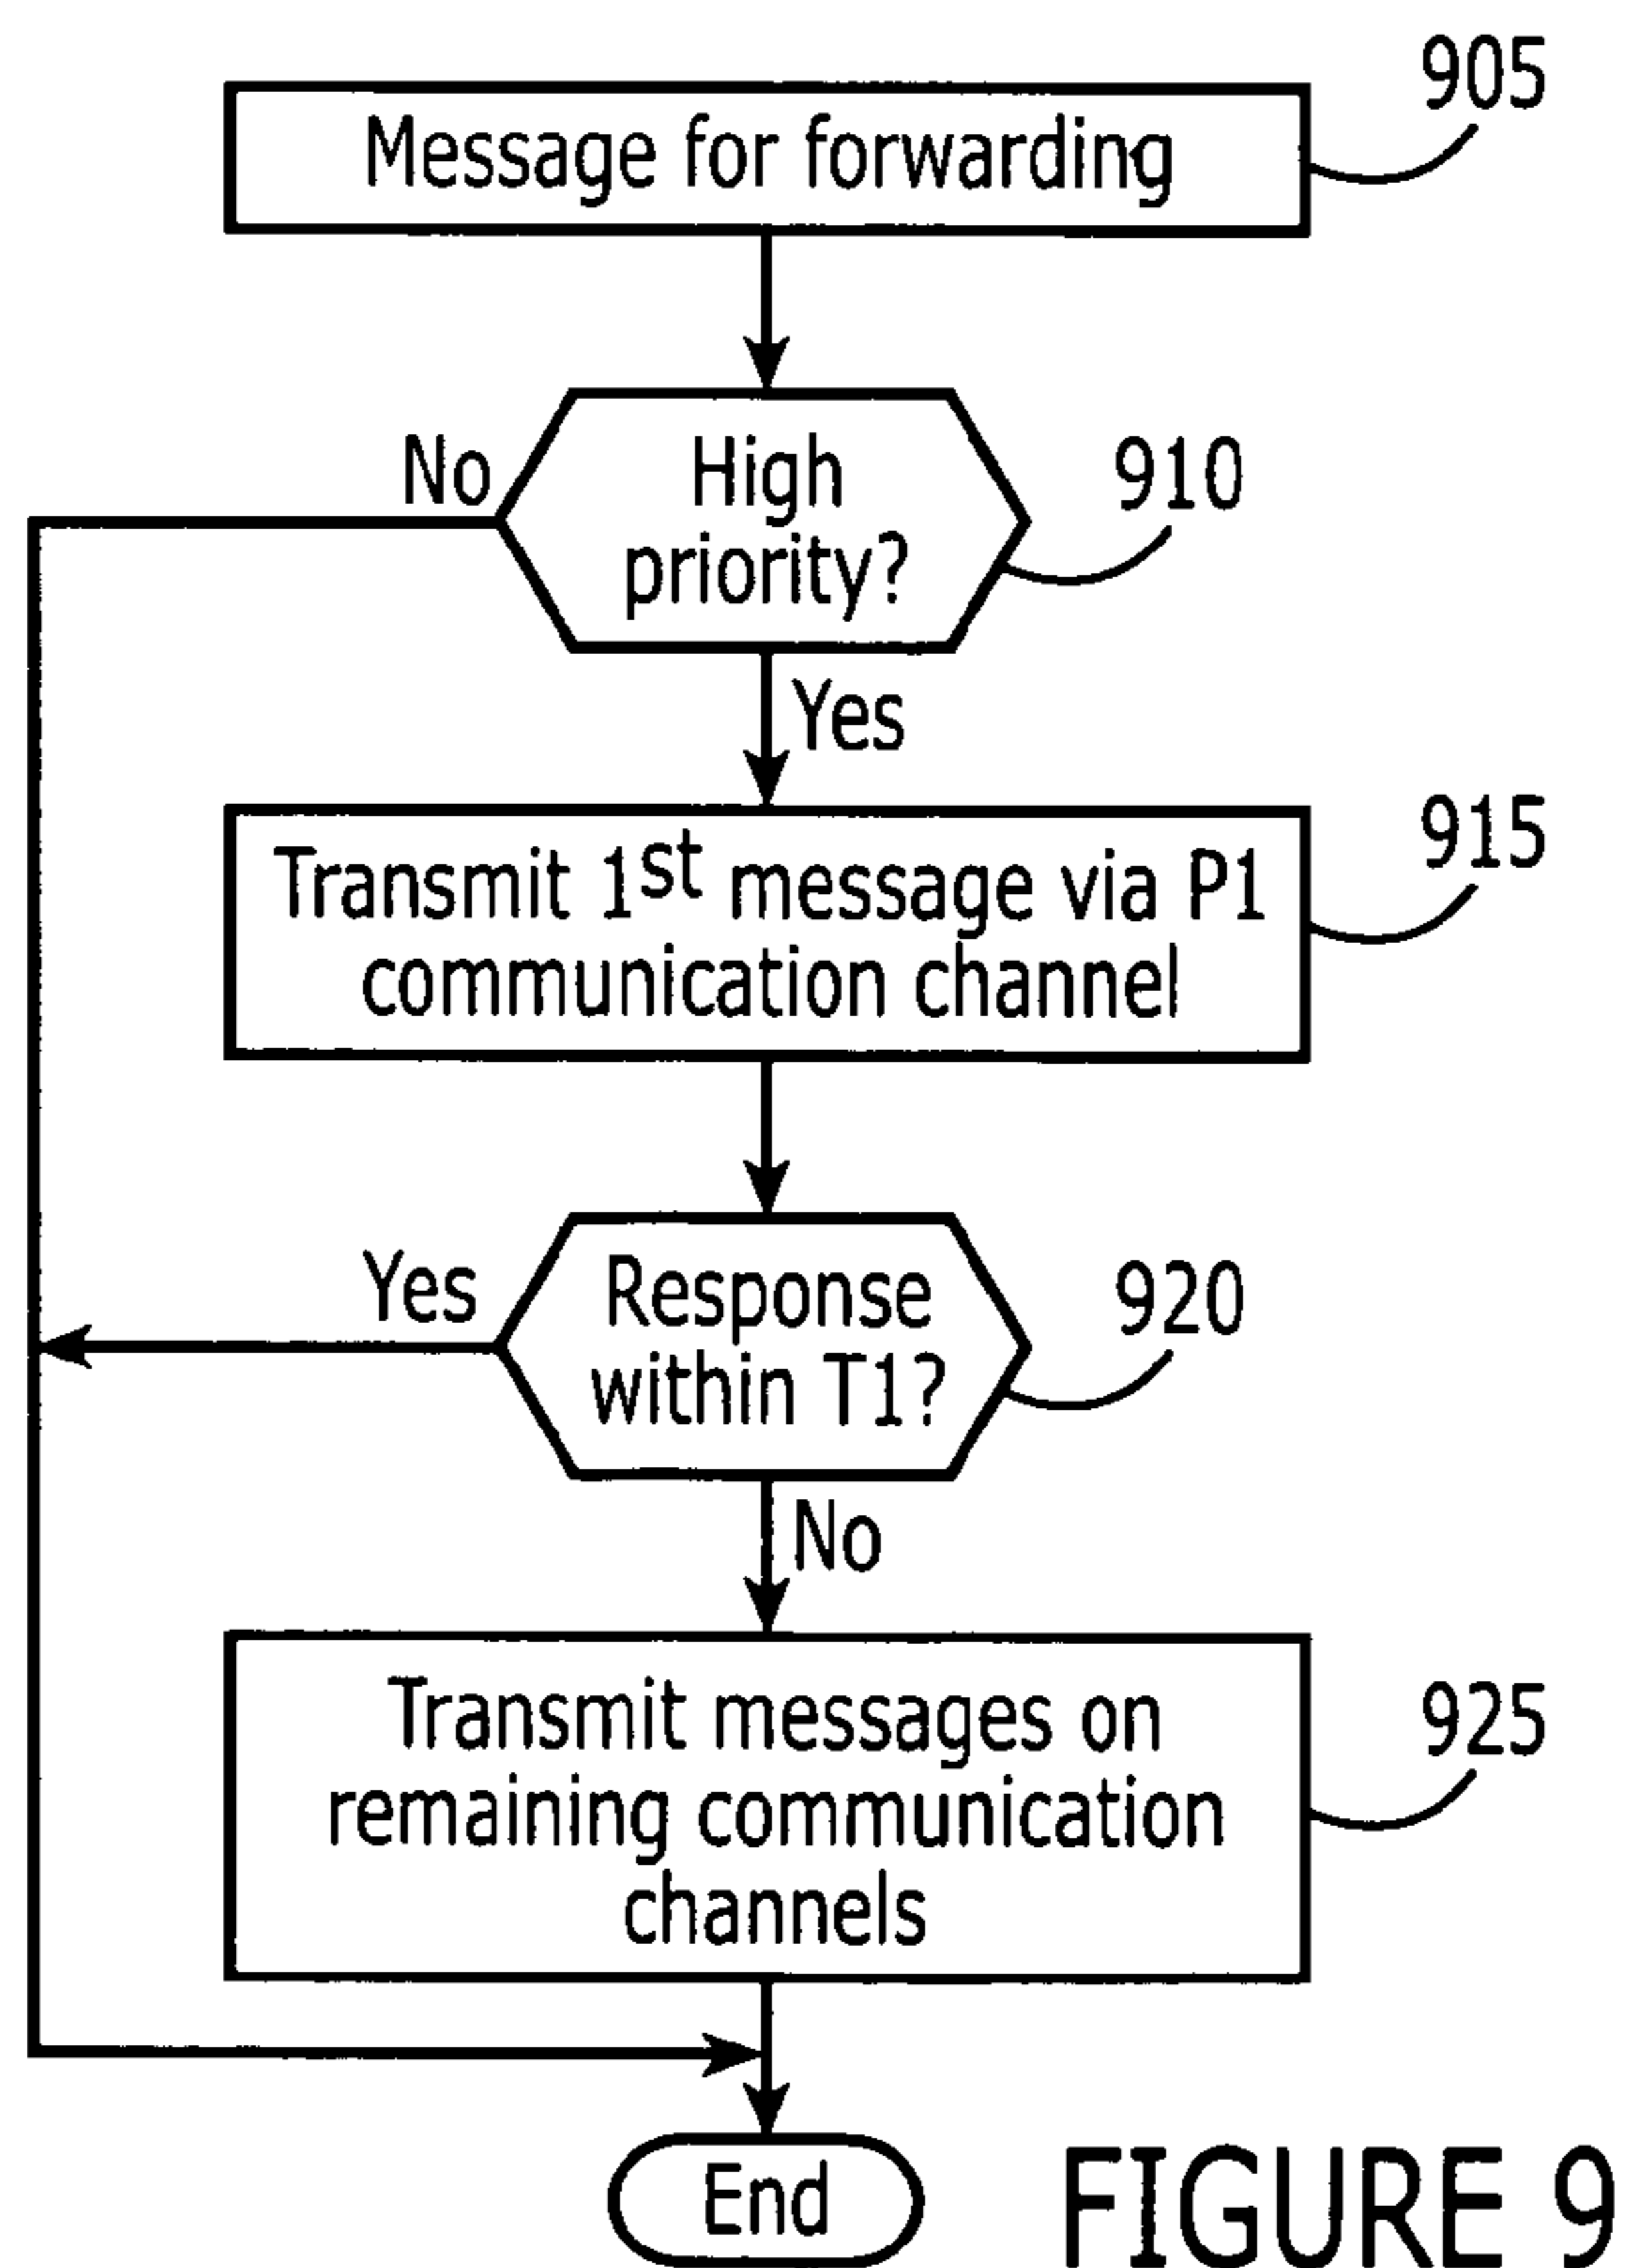 905
Message for forwarding
No
High
priority?
910
Yes
915
Transmit 1st message via P1
communication channel
Yes
Response
within T1?
920
No
Transmit messages on
remaining communication
channels
925
End
FIGURE 9